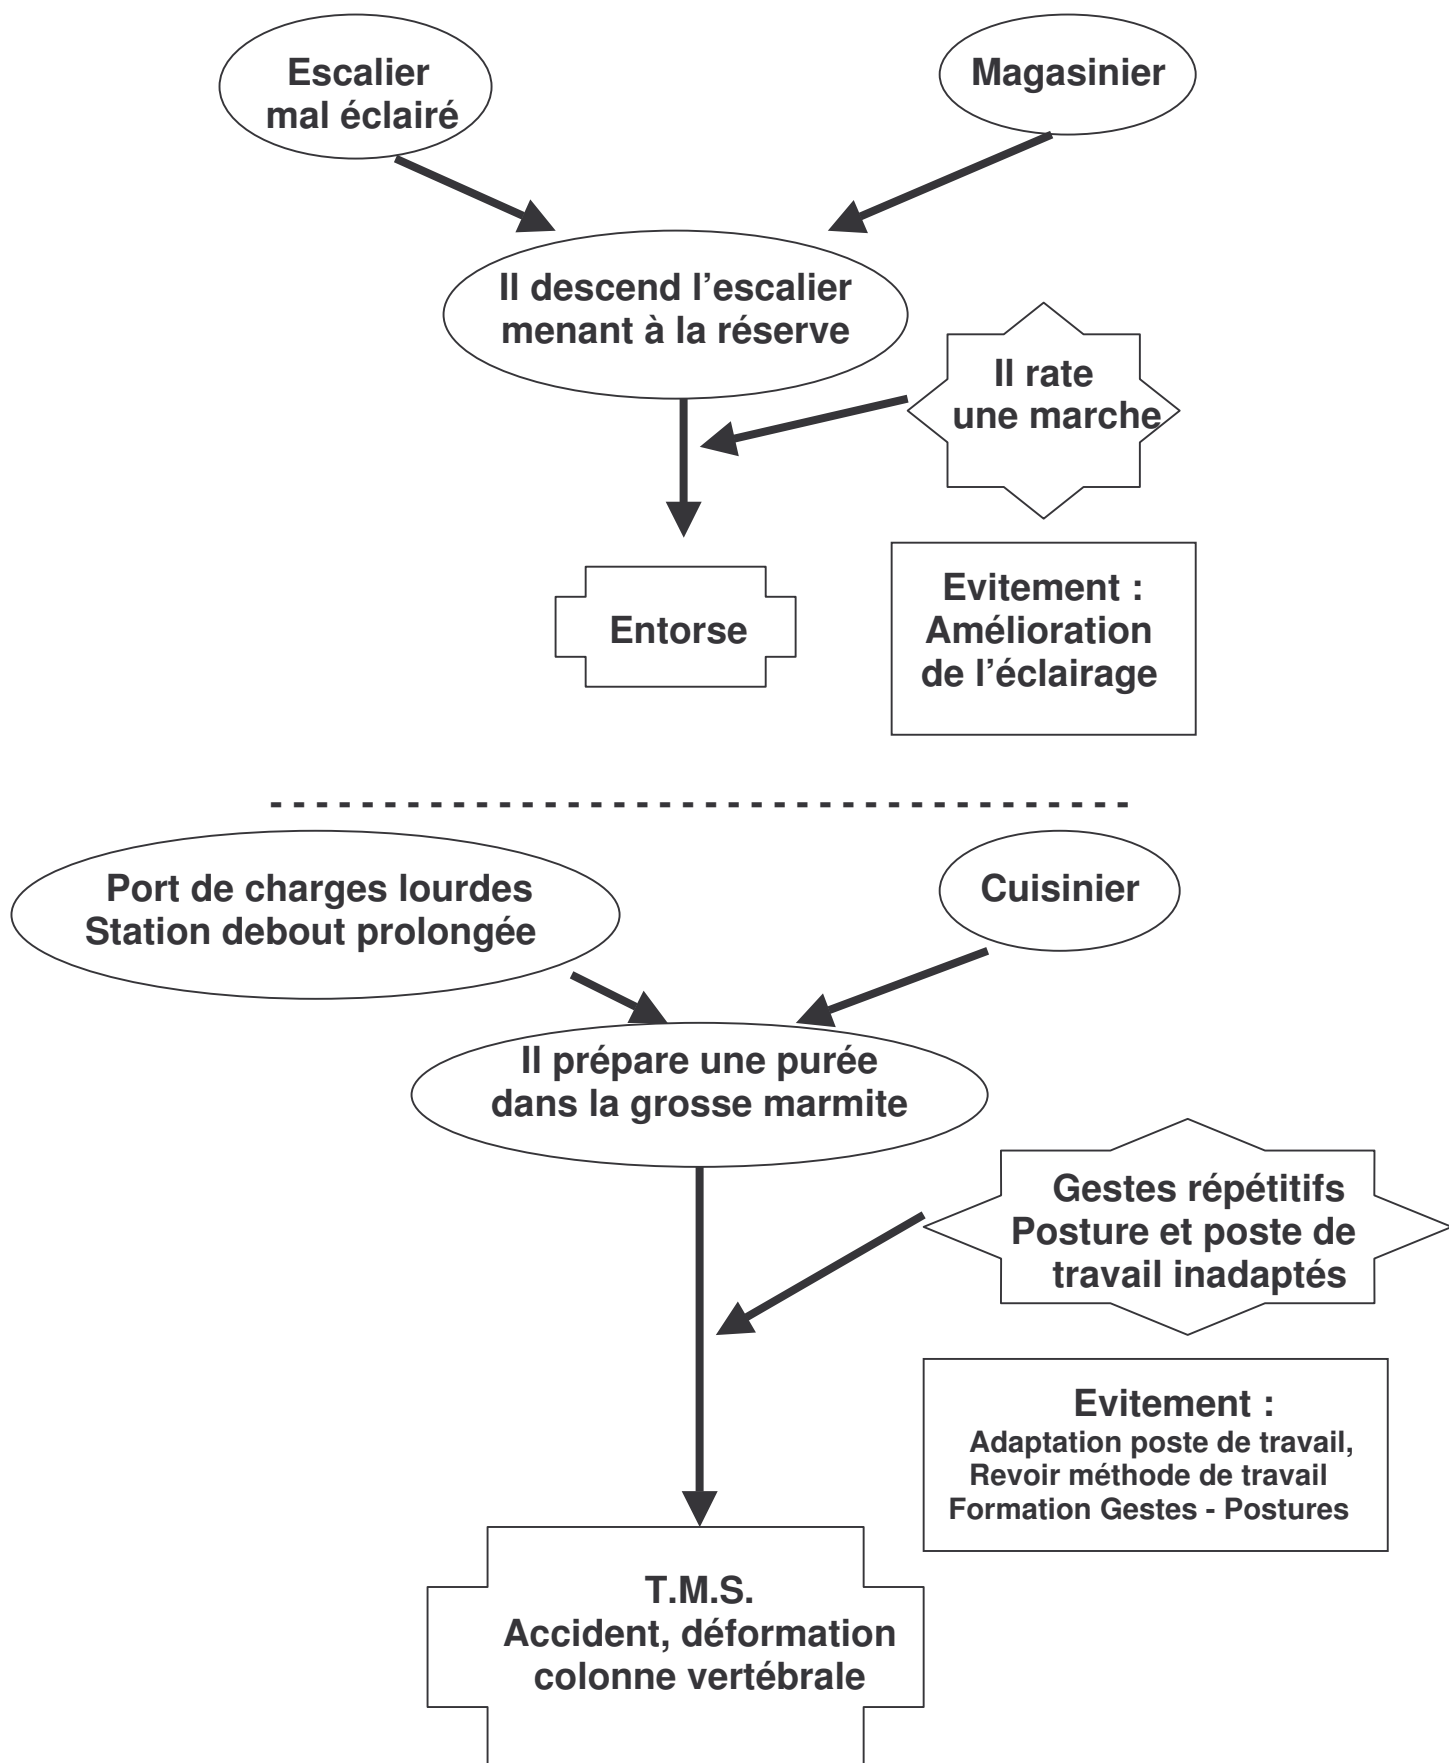 Escalier
mal éclairé
Magasinier
Il descend l’escalier
menant à la réserve
Il rate
une marche
Entorse
Evitement :
Amélioration
de l’éclairage
Port de charges lourdes
Station debout prolongée
Cuisinier
Il prépare une purée
dans la grosse marmite
Gestes répétitifs
Posture et poste de
travail inadaptés
Evitement :
Adaptation poste de travail,
Revoir méthode de travail
Formation Gestes - Postures
T.M.S.
Accident, déformation
colonne vertébrale